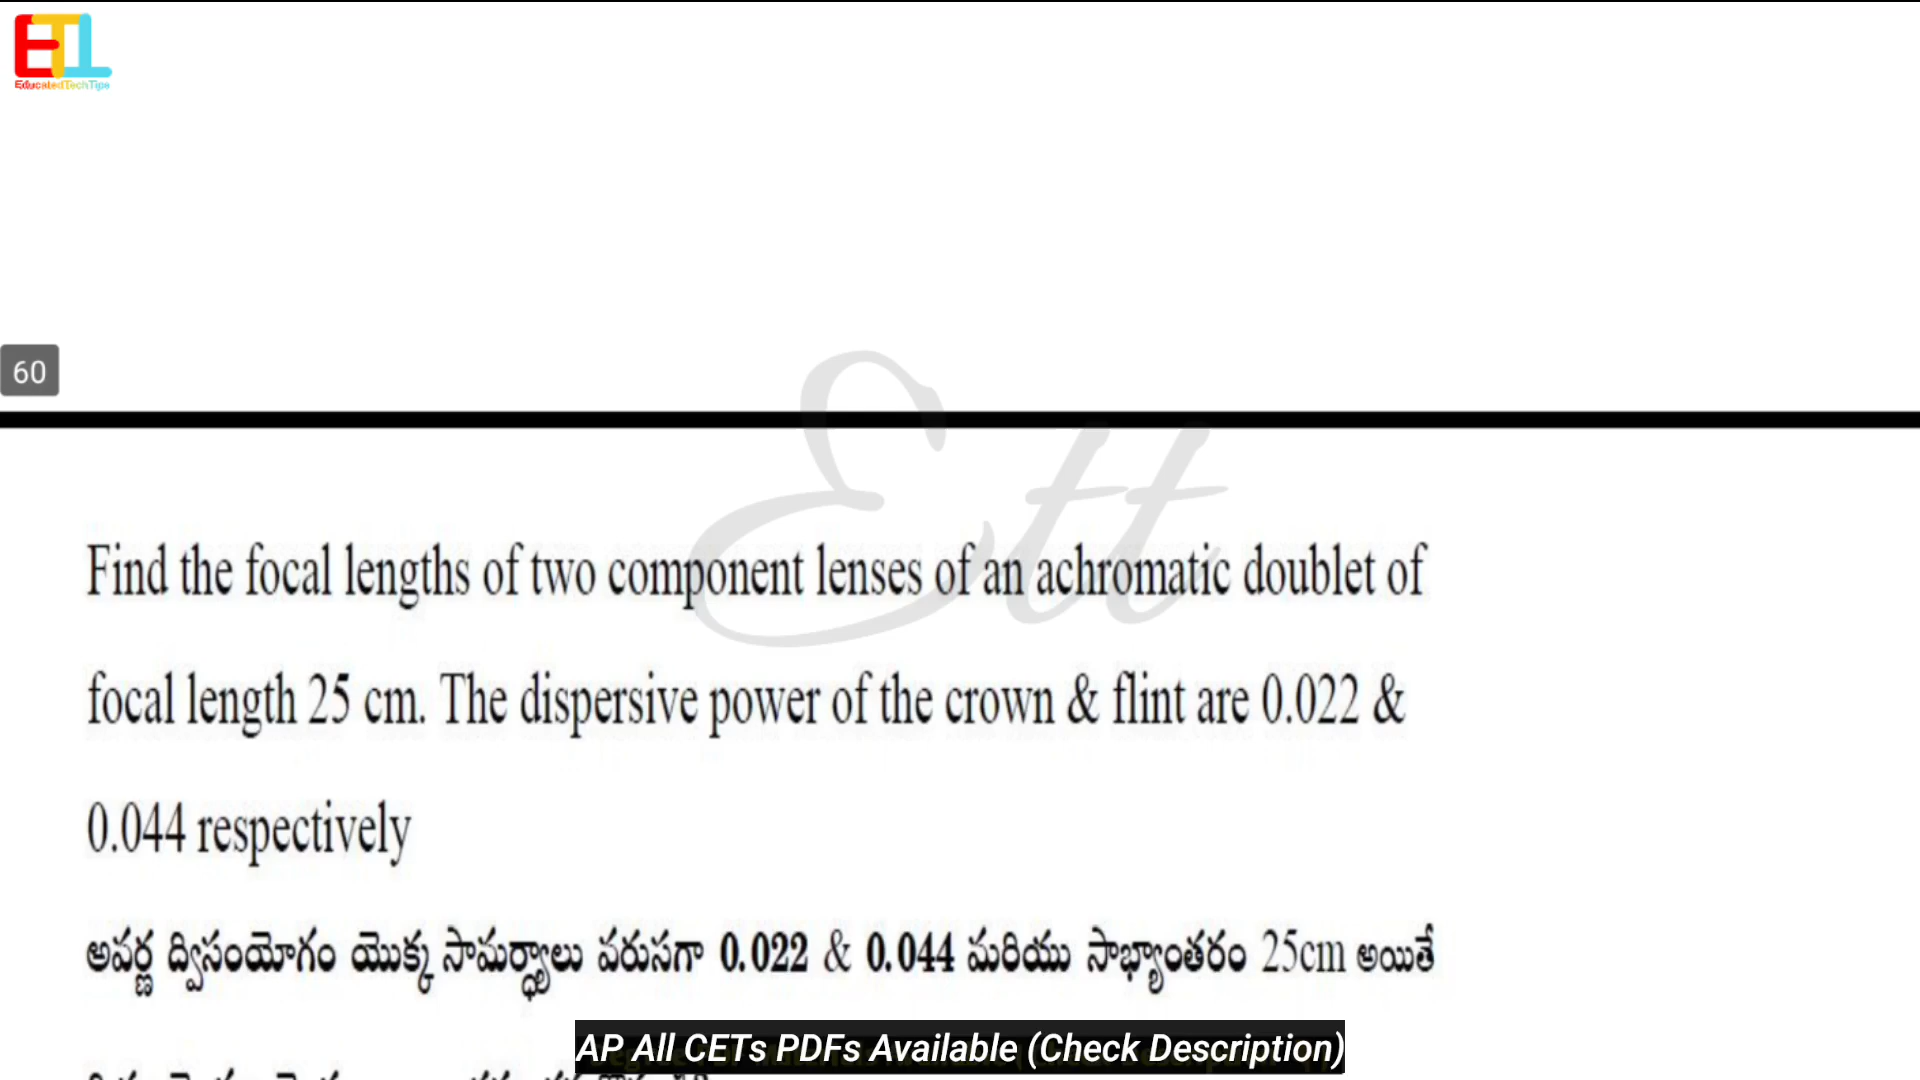 ETT
EducatedTechTips
60
Ett
Find the focal lengths of two component lenses of an achromatic doublet of
focal length 25 cm. The dispersive power of the crown & flint are 0.022 &
0.044 respectively
అవర్ణ ద్విసంయోగం యొక్క సామర్ధ్యాలు వరుసగా 0.022 & 0.044 మరియు సాభ్యాంతరం 25cm అయితే
AP All CETs PDFs Available (Check Description)